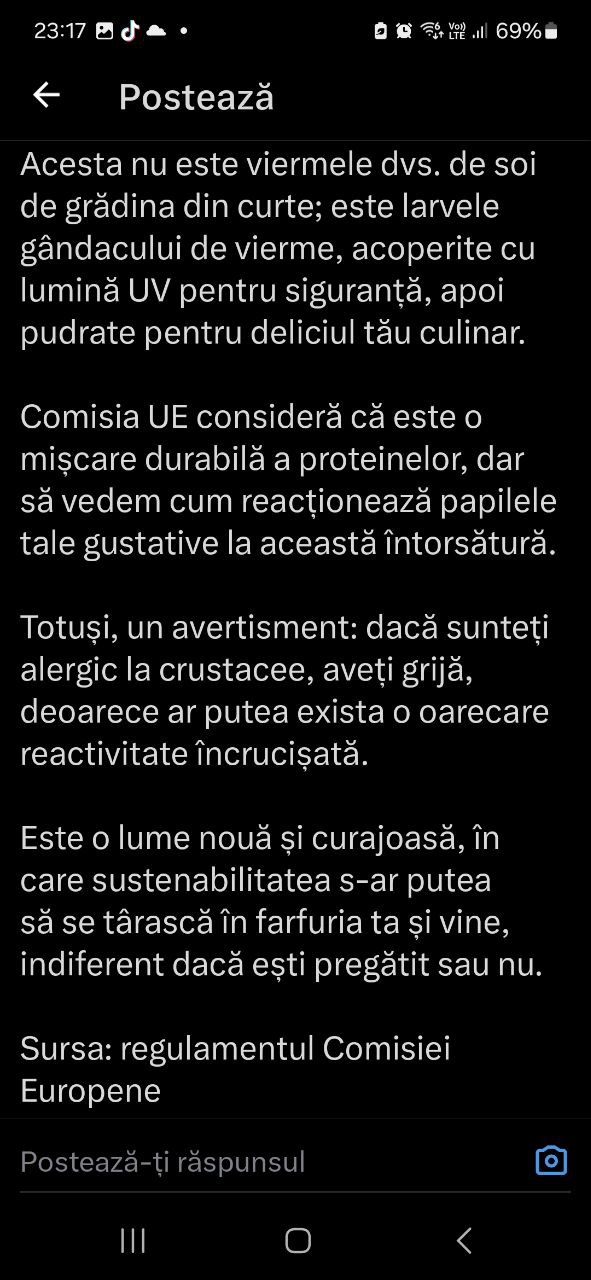 23:17
Vo))
LTE
69%
Postează
Acesta nu este viermele dvs. de soi
de grădina din curte; este larvele
gândacului de vierme, acoperite cu
lumină UV pentru siguranță, apoi
pudrate pentru deliciul tău culinar.
Comisia UE consideră că este o
mișcare durabilă a proteinelor, dar
să vedem cum reacționează papilele
tale gustative la această întorsătură.
Totuși, un avertisment: dacă sunteți
alergic la crustacee, aveți grijă,
deoarece ar putea exista o oarecare
reactivitate încrucișată.
Este o lume nouă și curajoasă, în
care sustenabilitatea s-ar putea
să se târască în farfuria ta și vine,
indiferent dacă ești pregătit sau nu.
Sursa: regulamentul Comisiei
Europene
Postează-ți răspunsul